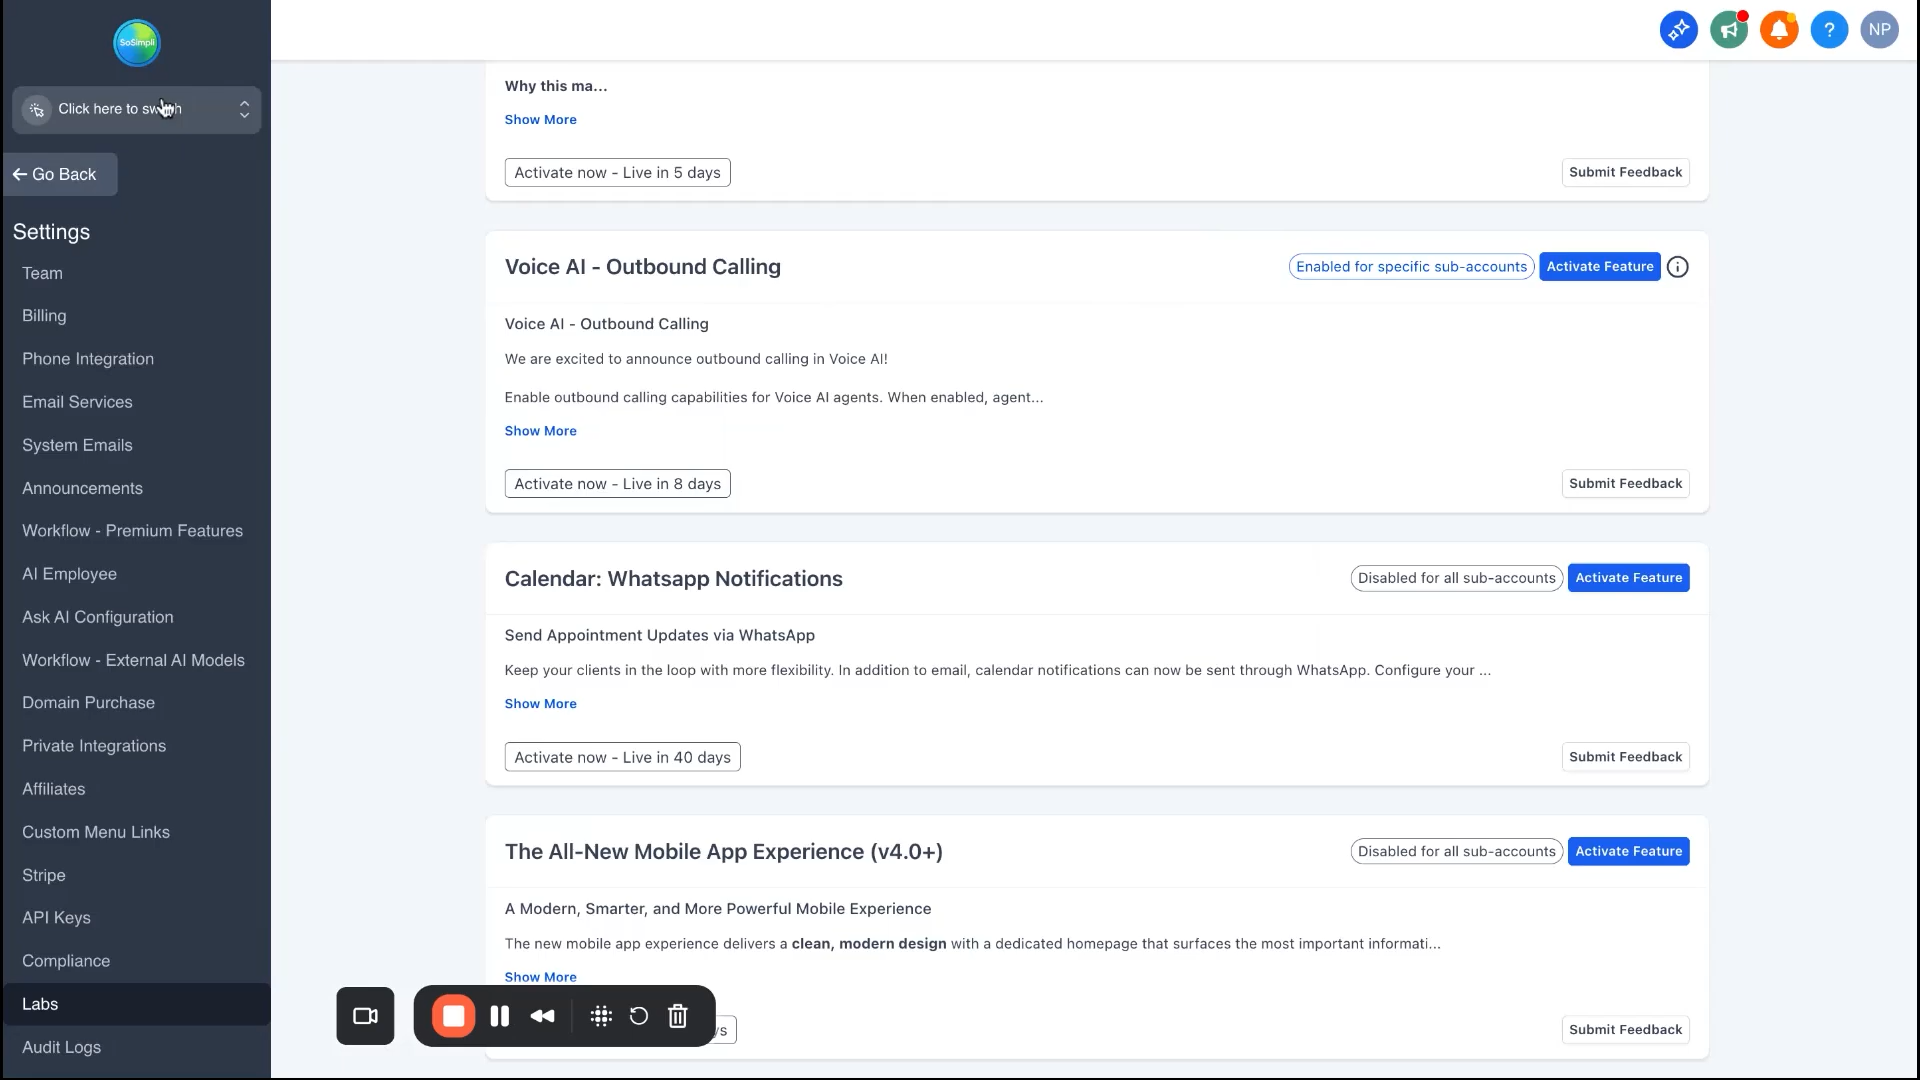 SoSimpli
NP
Click here to sw
Go Back
Settings
Team
Billing
Phone Integration
Email Services
System Emails
Announcements
Workflow - Premium Features
AI Employee
Ask AI Configuration
Workflow - External AI Models
Domain Purchase
Private Integrations
Affiliates
Custom Menu Links
Stripe
API Keys
Compliance
Labs
Audit Logs
Why this ma...
Show More
Activate now - Live in 5 days
Submit Feedback
Voice AI - Outbound Calling
Enabled for specific sub-accounts
Activate Feature
Voice AI - Outbound Calling
We are excited to announce outbound calling in Voice AI!
Enable outbound calling capabilities for Voice AI agents. When enabled, agent...
Show More
Activate now - Live in 8 days
Submit Feedback
Calendar: Whatsapp Notifications
Disabled for all sub-accounts
Activate Feature
Send Appointment Updates via WhatsApp
Keep your clients in the loop with more flexibility. In addition to email, calendar notifications can now be sent through WhatsApp. Configure your ...
Show More
Activate now - Live in 40 days
Submit Feedback
The All-New Mobile App Experience (v4.0+)
Disabled for all sub-accounts
Activate Feature
A Modern, Smarter, and More Powerful Mobile Experience
The new mobile app experience delivers a clean, modern design with a dedicated homepage that surfaces the most important informati...
Show More
Submit Feedback